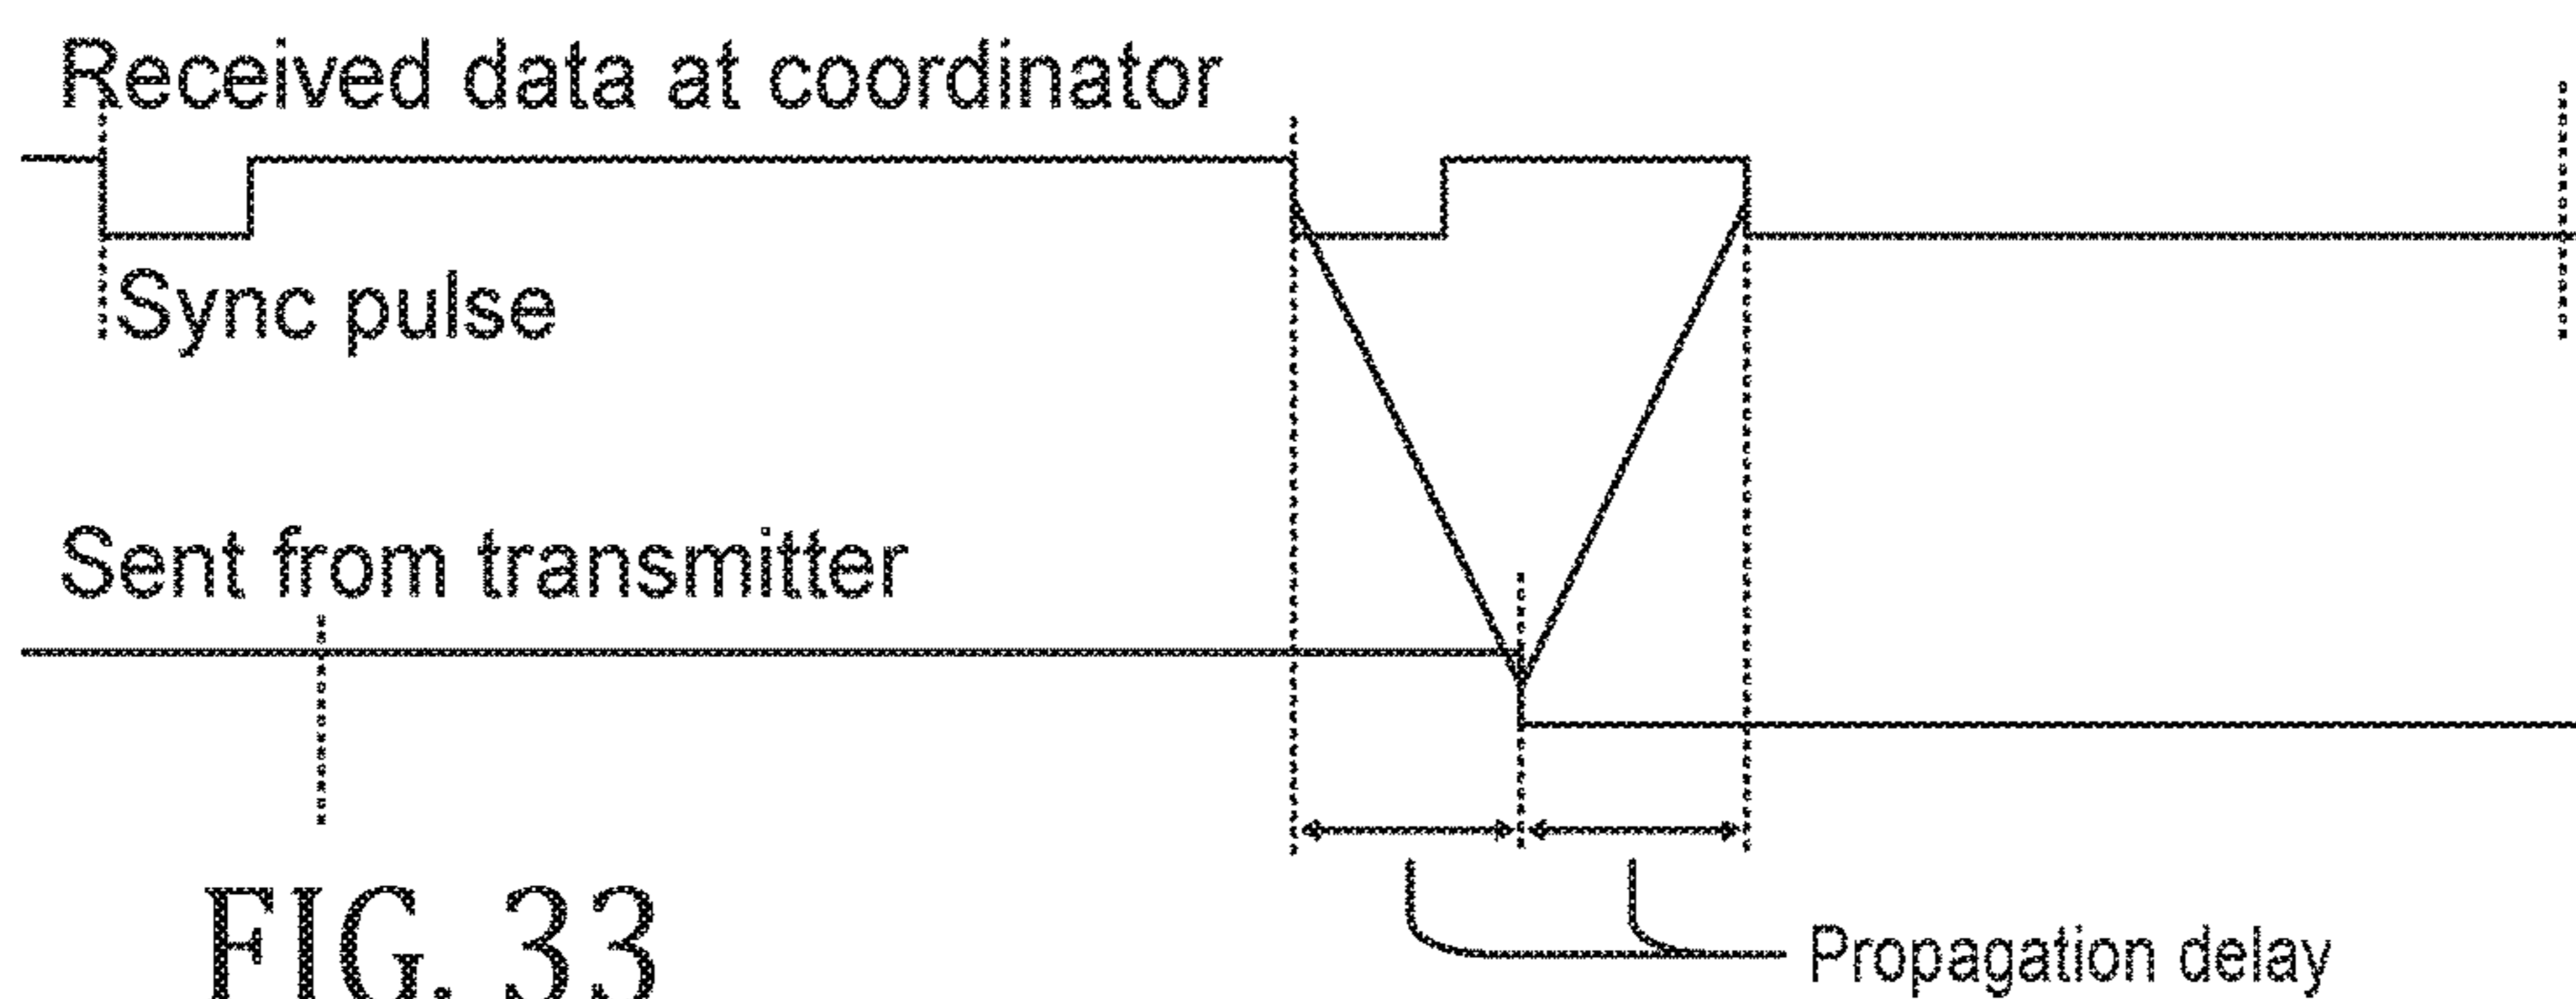 Received data at coordinator
Sync pulse
Sent from transmitter
Propagation delay
FIG. 33